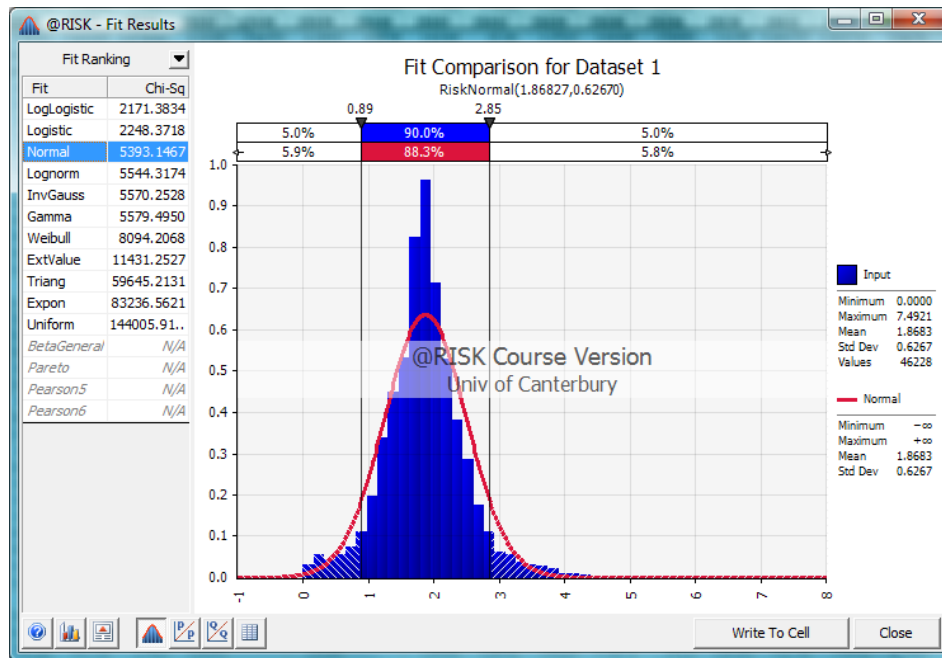 @RISK - Fit Results
Fit Ranking
Fit Chi-Sq
LogLogistic 2171.3834
Logistic 2248.3718
Normal 5393.1467
Lognorm 5544.3174
InvGauss 5570.2528
Gamma 5579.4950
Weibull 8094.2068
ExtValue 11431.2527
Triang 59645.2131
Expon 83236.5621
Uniform 144005.91..
BetaGeneral N/A
Pareto N/A
Pearson5 N/A
Pearson6 N/A
Fit Comparison for Dataset 1
RiskNormal(1.86827,0.62670)
0.89 2.85
5.0% 90.0% 5.0%
5.9% 88.3% 5.8%
1.0
0.9
0.8
0.7
0.6
0.5
0.4
0.3
0.2
0.1
0.0
-1 0 1 2 3 4 5 6 7 8
@RISK Course Version
Univ of Canterbury
Input
Minimum 0.0000
Maximum 7.4921
Mean 1.8683
Std Dev 0.6267
Values 46228
Normal
Minimum −∞
Maximum +∞
Mean 1.8683
Std Dev 0.6267
P/P
Q/Q
Write To Cell
Close